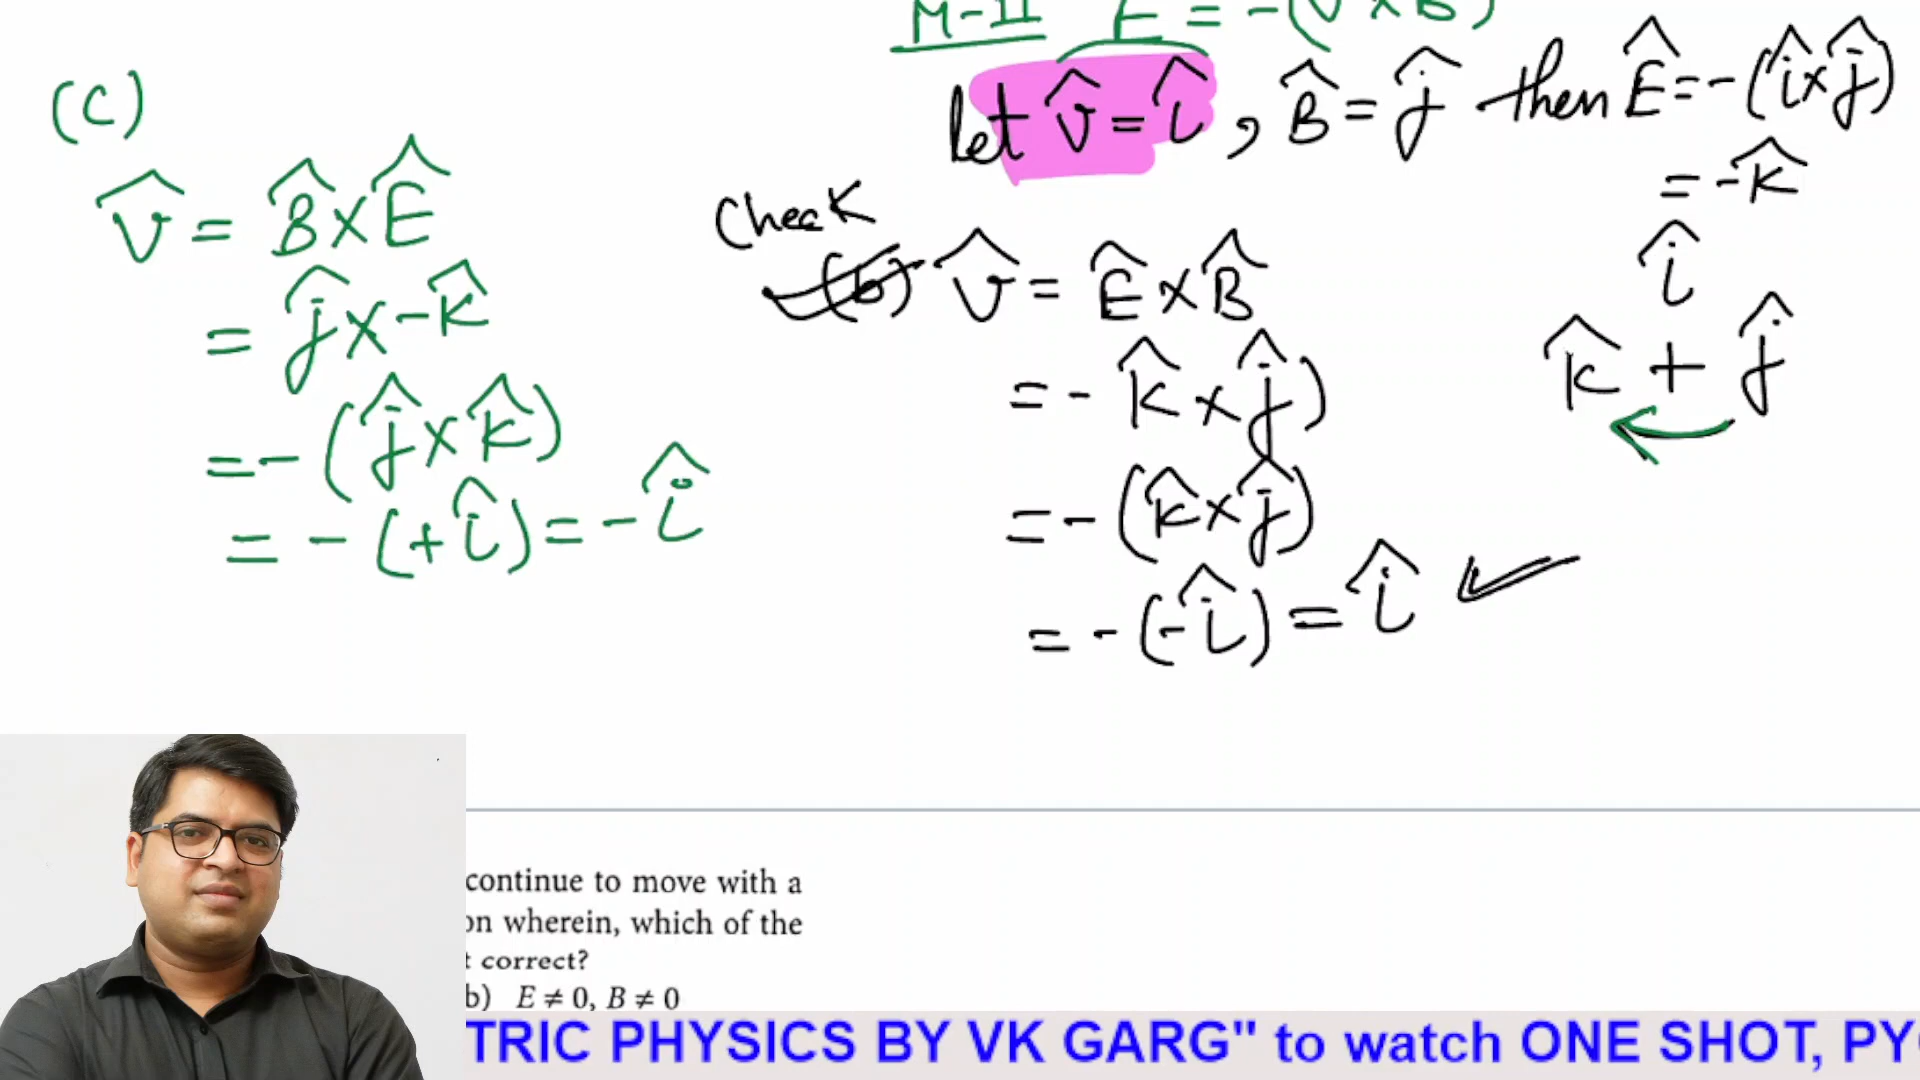 M-II E = -(V×B)
let v̂ = î , B̂ = ĵ then Ê = -(î×ĵ)
= -k̂
(C)
v̂ = B̂×Ê
= ĵ× -k̂
= -(ĵ×k̂)
= -(+î) = -î
Check
(b) v̂ = Ê×B̂
= - k̂×ĵ)
= -(k̂×ĵ)
= -(-î) = î ✓
î
k̂ + ĵ
continue to move with a
on wherein, which of the
t correct?
b) E ≠ 0, B ≠ 0
TRIC PHYSICS BY VK GARG" to watch ONE SHOT, PY